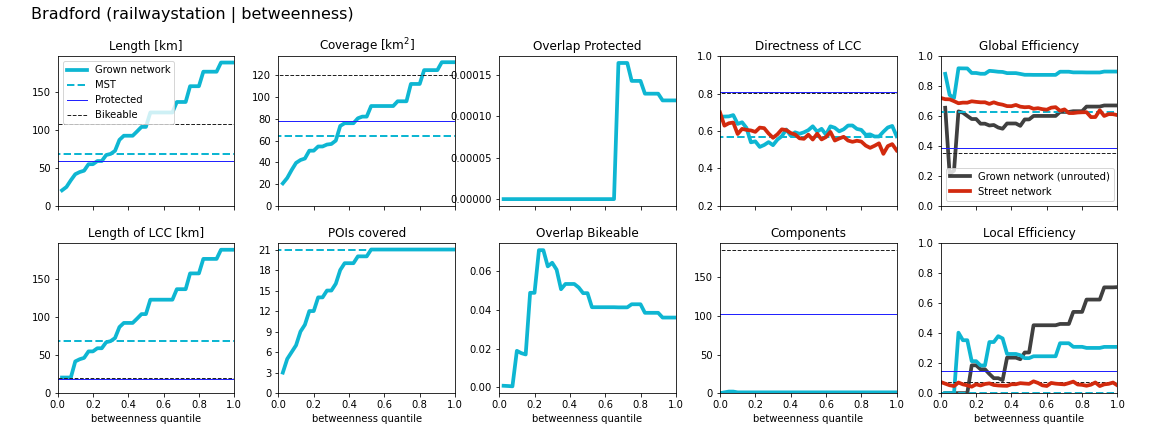 Bradford (railwaystation | betweenness)
Length [km]
Coverage [km²]
Overlap Protected
Directness of LCC
Global Efficiency
Grown network
MST
Protected
Bikeable
0
50
100
150
0
20
40
60
80
100
120
0.00000
0.00005
0.00010
0.00015
0.2
0.4
0.6
0.8
1.0
0.0
0.2
0.4
0.6
0.8
1.0
Grown network (unrouted)
Street network
Length of LCC [km]
POIs covered
Overlap Bikeable
Components
Local Efficiency
0
50
100
150
0
3
6
9
12
15
18
21
0.00
0.02
0.04
0.06
0
50
100
150
0.0
0.2
0.4
0.6
0.8
1.0
0.0 0.2 0.4 0.6 0.8 1.0
0.0 0.2 0.4 0.6 0.8 1.0
0.0 0.2 0.4 0.6 0.8 1.0
0.0 0.2 0.4 0.6 0.8 1.0
0.0 0.2 0.4 0.6 0.8 1.0
betweenness quantile
betweenness quantile
betweenness quantile
betweenness quantile
betweenness quantile